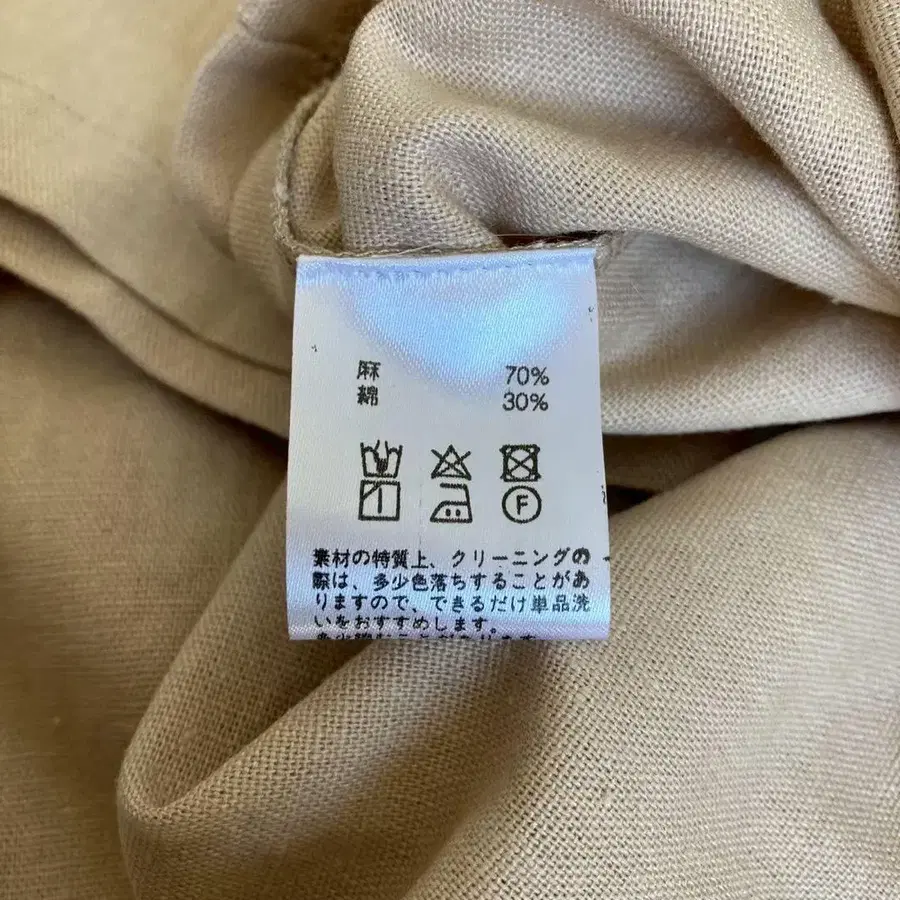 麻 70%
綿 30%
F
素材の特質上、クリーニングの
際は、多少色落ちすることがあ
りますので、できるだけ単品洗
いをおすすめします。